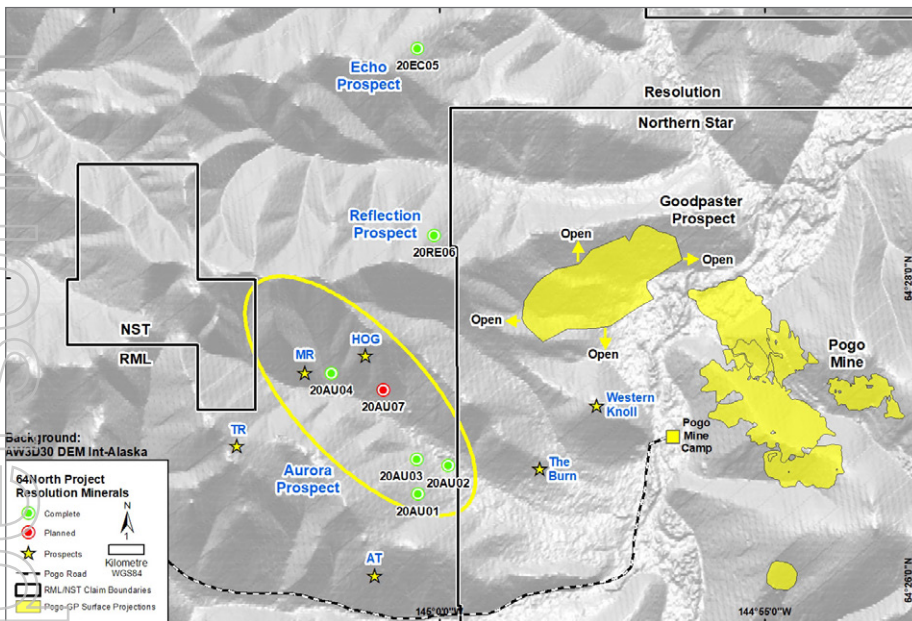 Echo
Prospect
20EC05
Resolution
Northern Star
Goodpaster
Prospect
Reflection
Prospect
20RE06
Open
Open
Open
Open
64°28'0"N
NST
RML
MR
HOG
20AU04
20AU07
Pogo
Mine
Western
Knoll
TR
Pogo
Mine
Camp
Aurora
Prospect
20AU03
20AU02
20AU01
The
Burn
AT
Background:
AW3D30 DEM Int-Alaska
64North Project
Resolution Minerals
Complete
Planned
Prospects
Pogo Road
RML/NST Claim Boundaries
Pogo-GP Surface Projections
N
1
Kilometre
WGS84
145°0'0"W
144°55'0"W
64°26'0"N